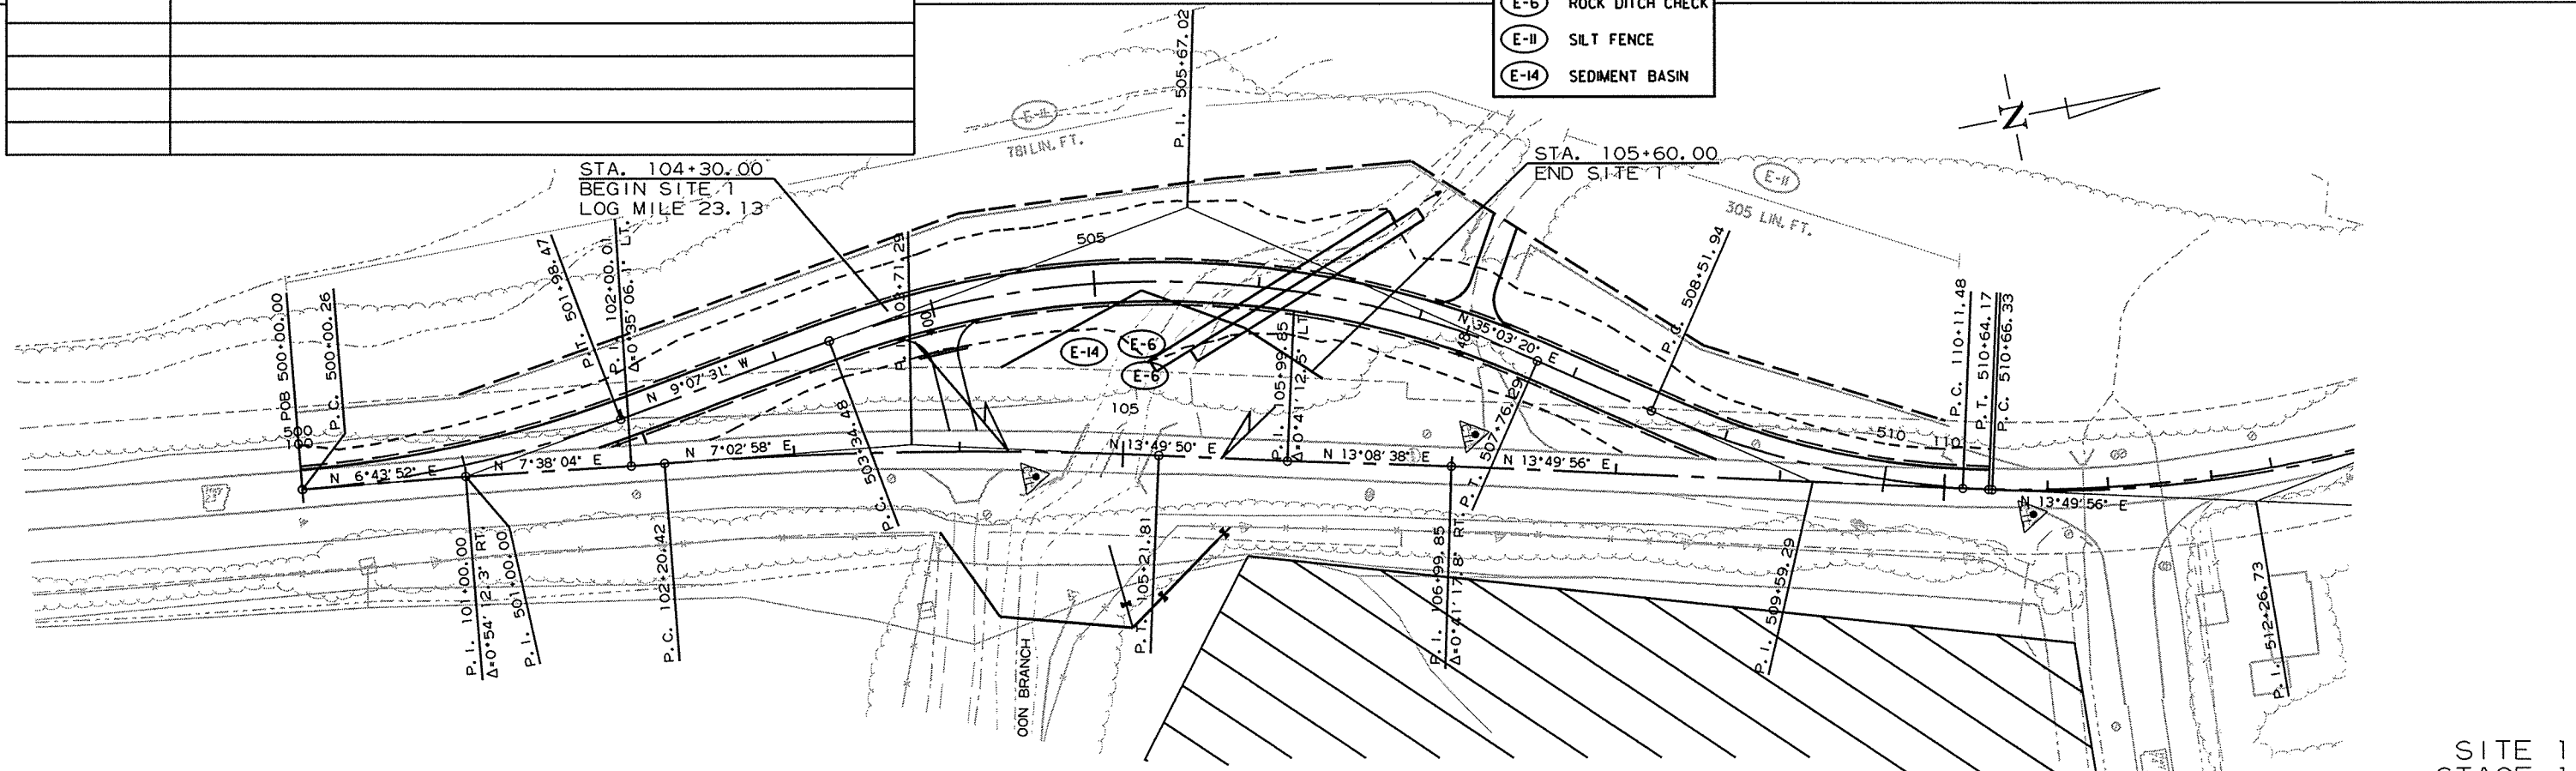 E-6 ROCK DITCH CHECK
E-11 SILT FENCE
E-14 SEDIMENT BASIN
N
P.I. 505+67.02
E-11
781 LIN. FT.
STA. 104+30.00
BEGIN SITE 1
LOG MILE 23.13
STA. 105+60.00
END SITE 1
E-11
305 LIN. FT.
POB 500+00.00
P.C. 500+00.26
P.T. 501+98.47
P.I. 102+00.01
Δ=0°35'06.1" LT.
505
P.C. 508+51.94
P.C. 110+11.48
P.T. 510+64.17
P.C. 510+66.33
N 9°07'31" W
N 35°03'20" E
E-14
E-6
E-6
105
P.C. 503+34.48
P.I. 105+99.85
P.T. 507+76.29
510
110
N 6°43'52" E
N 7°38'04" E
N 7°02'58" E
N 13°49'50" E
N 13°08'38" E
N 13°49'56" E
N 13°49'56" E
P.I. 101+00.00
Δ=0°54'12.3" RT.
P.I. 501+00.00
P.C. 102+20.42
OON BRANCH
P.T. 105+21.81
P.I. 106+99.85
Δ=0°41'17.8" RT.
P.I. 509+59.29
P.I. 512+26.73
SITE 1